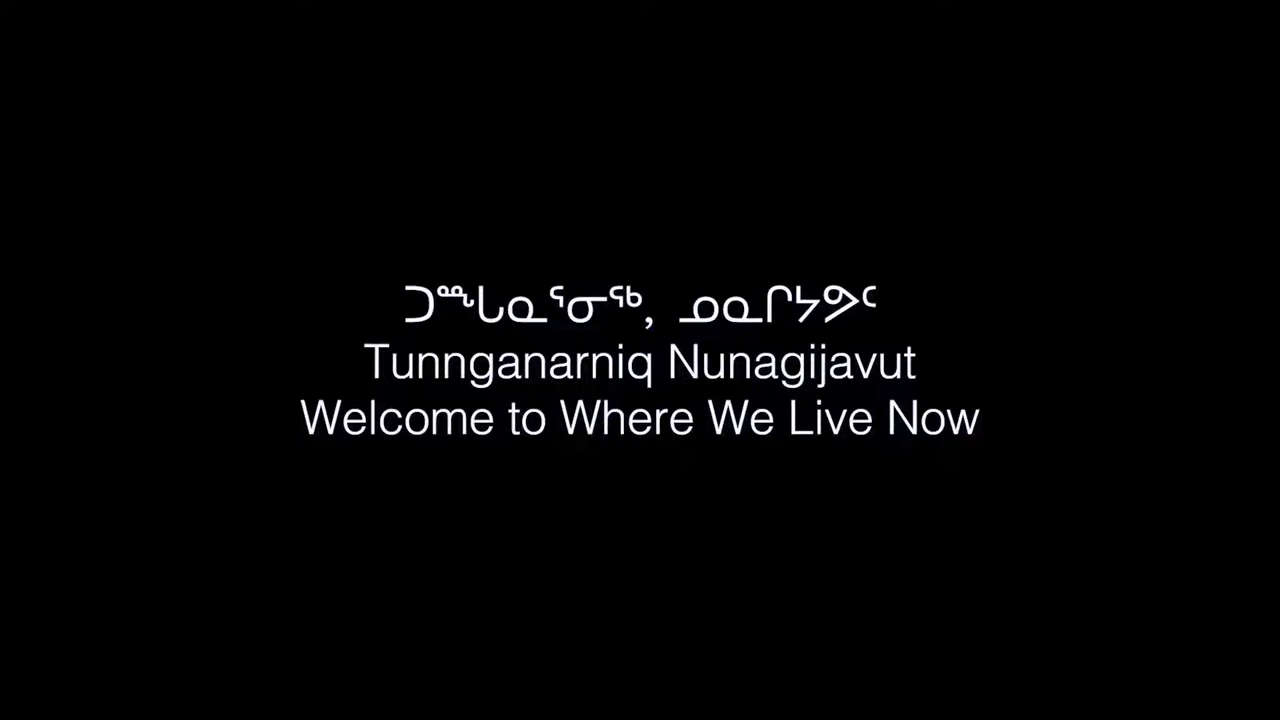 ᑐᙵᓇᕐᓂᖅ, ᓄᓇᒋᔭᕗᑦ
Tunnganarniq Nunagijavut
Welcome to Where We Live Now